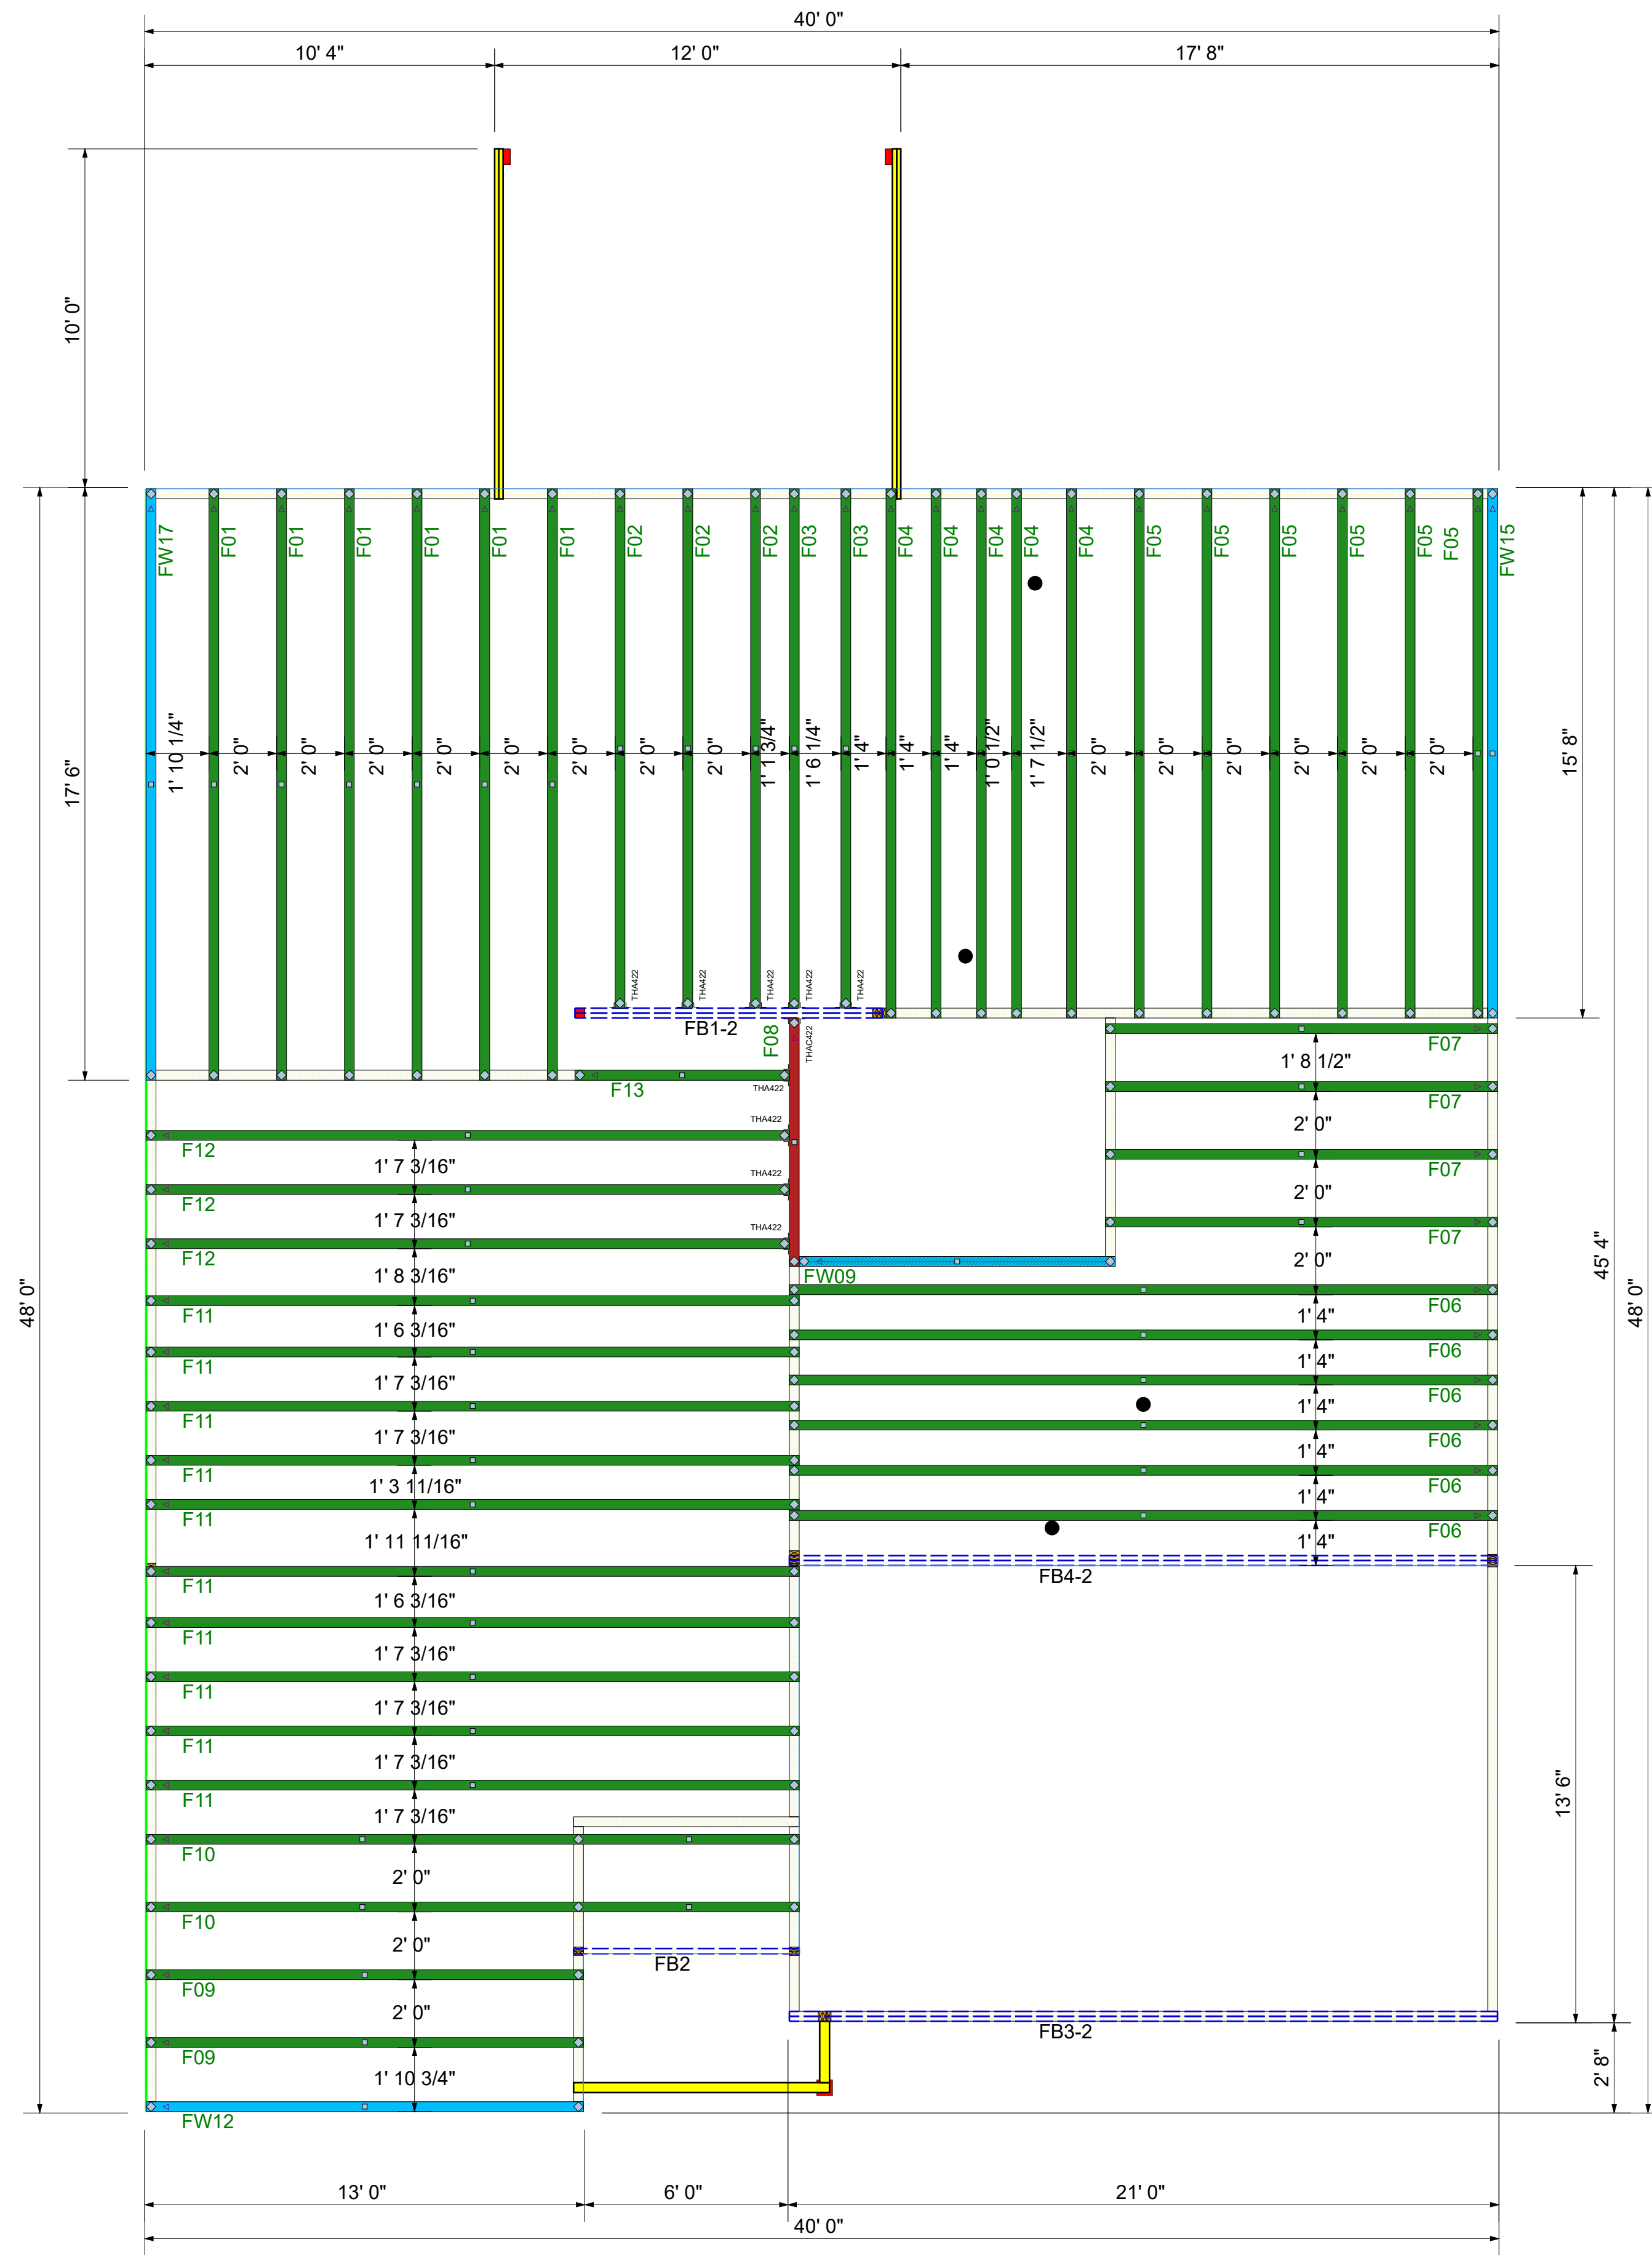 40' 0"
10' 4" 12' 0" 17' 8"
10' 0"
17' 6"
48' 0"
15' 8"
45' 4"
48' 0"
13' 6"
2' 8"
FW17 F01 F01 F01 F01 F01 F01 F02 F02 F02 F03 F03 F04 F04 F04 F04 F04 F05 F05 F05 F05 F05 F05 FW15
1' 10 1/4" 2' 0" 2' 0" 2' 0" 2' 0" 2' 0" 2' 0" 2' 0" 2' 0" 1' 1 3/4" 1' 6 1/4" 1' 4" 1' 4" 1' 4" 1' 0 1/2" 1' 7 1/2" 2' 0" 2' 0" 2' 0" 2' 0" 2' 0" 2' 0"
THA422 THA422 THA422 THA422 THA422
FB1-2
F08
THAC422
F13
THA422
THA422
THA422
THA422
F07
1' 8 1/2"
F07
2' 0"
F07
2' 0"
F07
2' 0"
FW09
F06
1' 4"
F06
1' 4"
F06
1' 4"
F06
1' 4"
F06
1' 4"
F06
1' 4"
FB4-2
F12
1' 7 3/16"
F12
1' 7 3/16"
F12
1' 8 3/16"
F11
1' 6 3/16"
F11
1' 7 3/16"
F11
1' 7 3/16"
F11
1' 3 11/16"
F11
1' 11 11/16"
F11
1' 6 3/16"
F11
1' 7 3/16"
F11
1' 7 3/16"
F11
1' 7 3/16"
F11
1' 7 3/16"
F10
2' 0"
F10
2' 0"
FB2
F09
2' 0"
FB3-2
F09
1' 10 3/4"
FW12
13' 0" 6' 0" 21' 0"
40' 0"